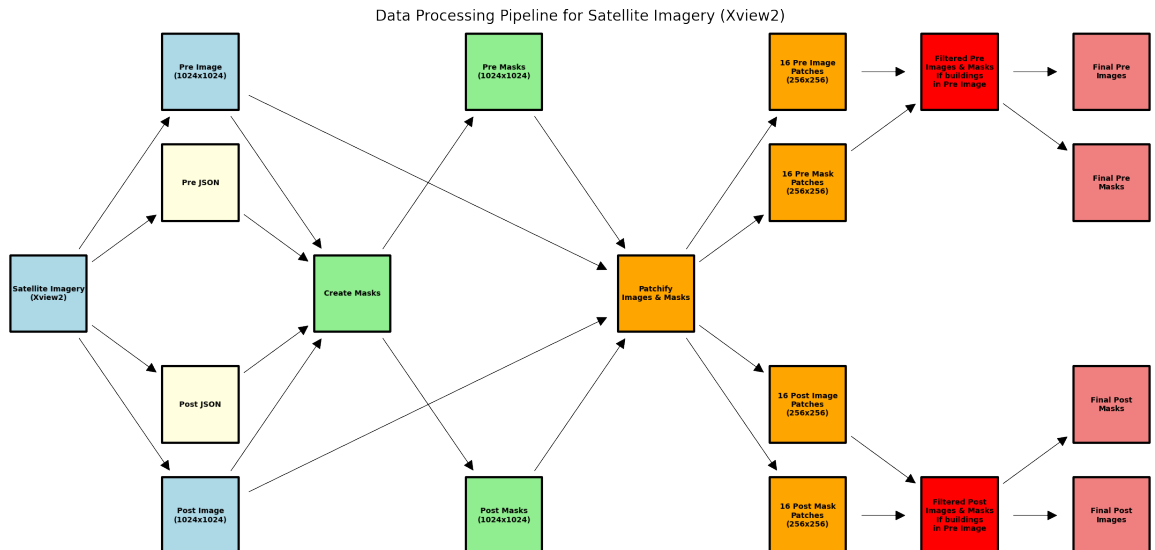 Data Processing Pipeline for Satellite Imagery (Xview2)
Pre Image
(1024x1024)
Pre Masks
(1024x1024)
16 Pre Image
Patches
(256x256)
Filtered Pre
Images & Masks
if buildings
in Pre Image
Final Pre
Images
Pre JSON
16 Pre Mask
Patches
(256x256)
Final Pre
Masks
Satellite Imagery
(Xview2)
Create Masks
Patchify
Images & Masks
Post JSON
16 Post Image
Patches
(256x256)
Final Post
Masks
Post Image
(1024x1024)
Post Masks
(1024x1024)
16 Post Mask
Patches
(256x256)
Filtered Post
Images & Masks
if buildings
in Pre Image
Final Post
Images